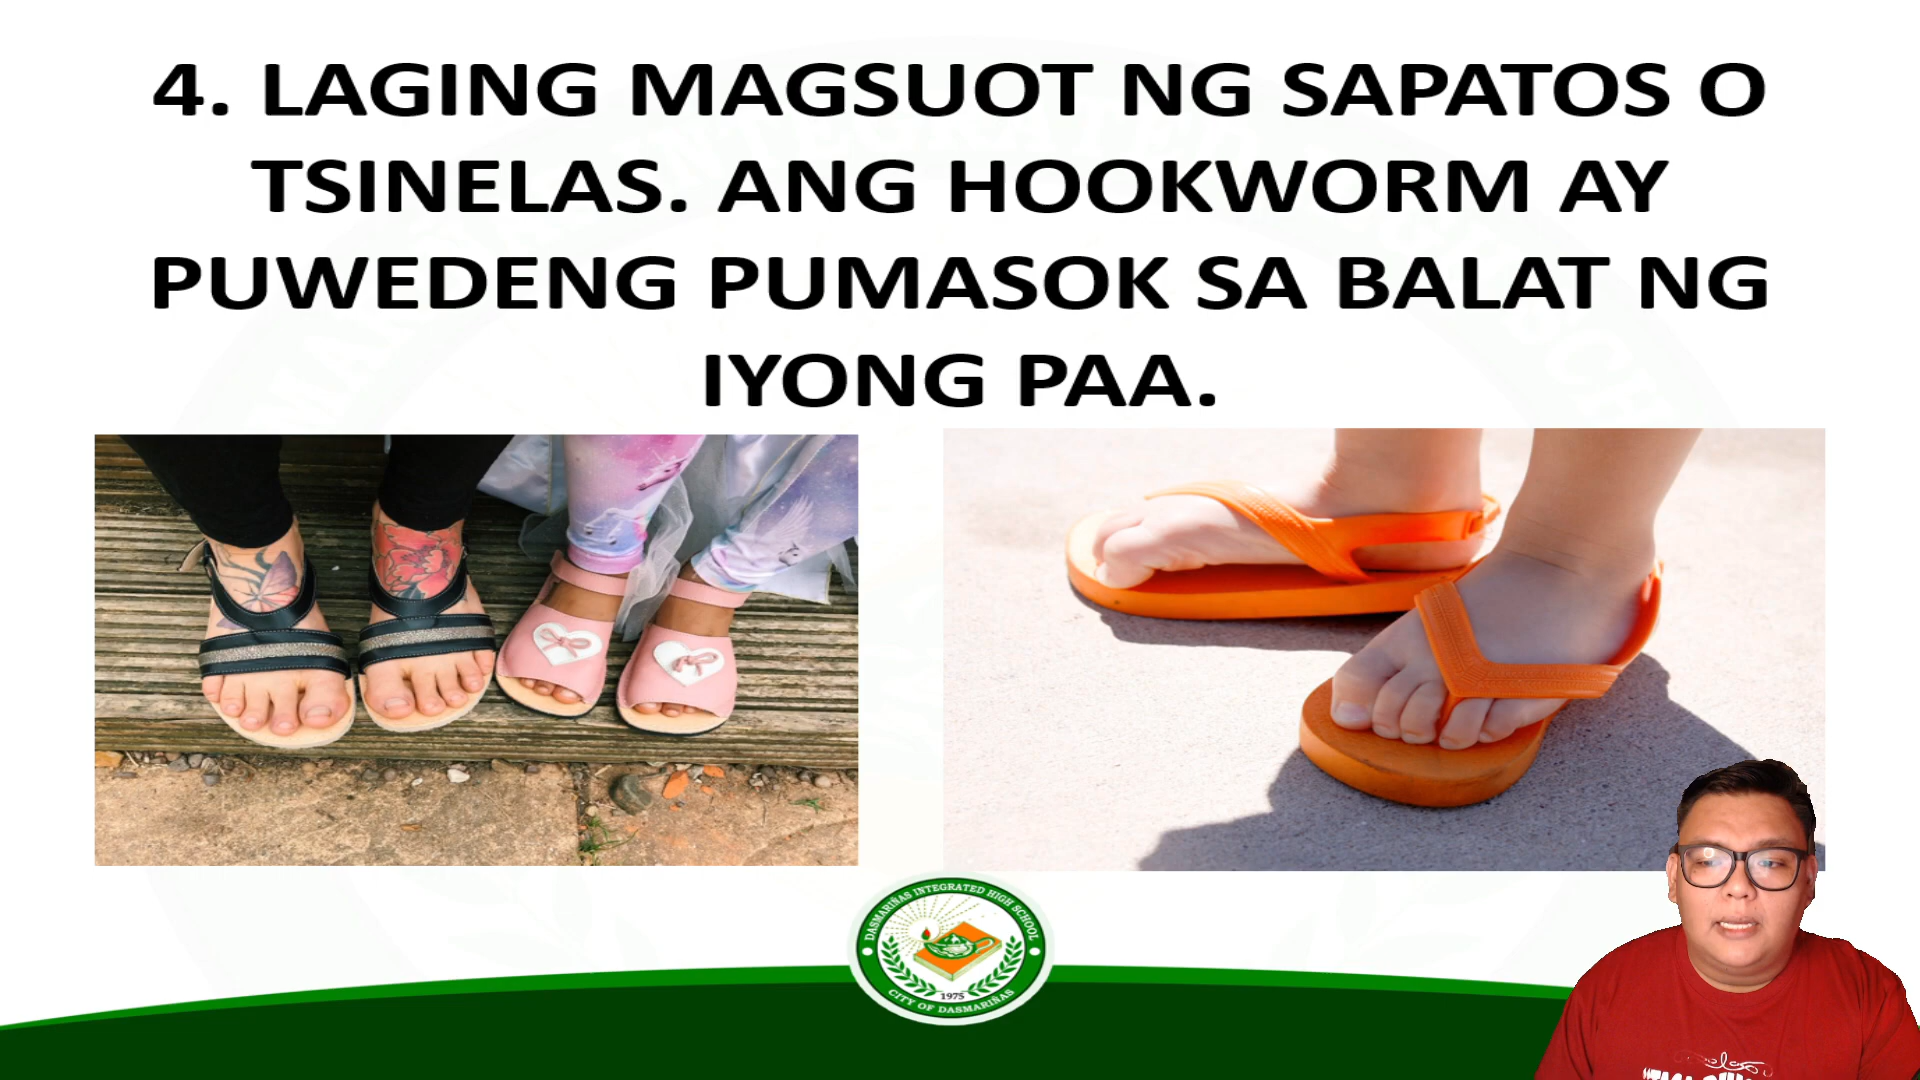 4. LAGING MAGSUOT NG SAPATOS O
TSINELAS. ANG HOOKWORM AY
PUWEDENG PUMASOK SA BALAT NG
IYONG PAA.
DASMARIÑAS INTEGRATED HIGH SCHOOL
1975
CITY OF DASMARIÑAS